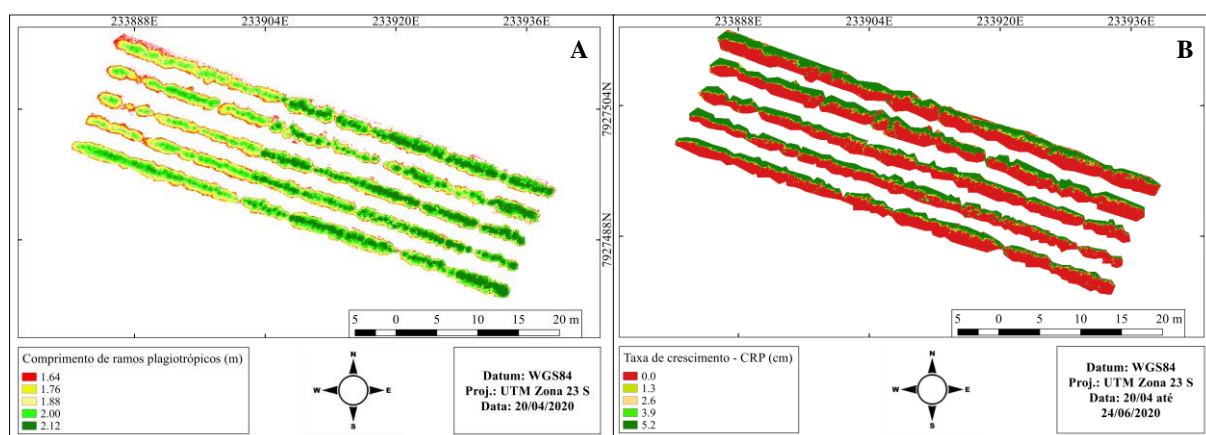 233888E 233904E 233920E 233936E
A
7927504N
7927488N
5 0 5 10 15 20 m
Comprimento de ramos plagiotrópicos (m)
1.64
1.76
1.88
2.00
2.12
N
W E
S
Datum: WGS84
Proj.: UTM Zona 23 S
Data: 20/04/2020
233888E 233904E 233920E 233936E
B
7927504N
7927488N
5 0 5 10 15 20 m
Taxa de crescimento - CRP (cm)
0.0
1.3
2.6
3.9
5.2
N
W E
S
Datum: WGS84
Proj.: UTM Zona 23 S
Data: 20/04 até
24/06/2020